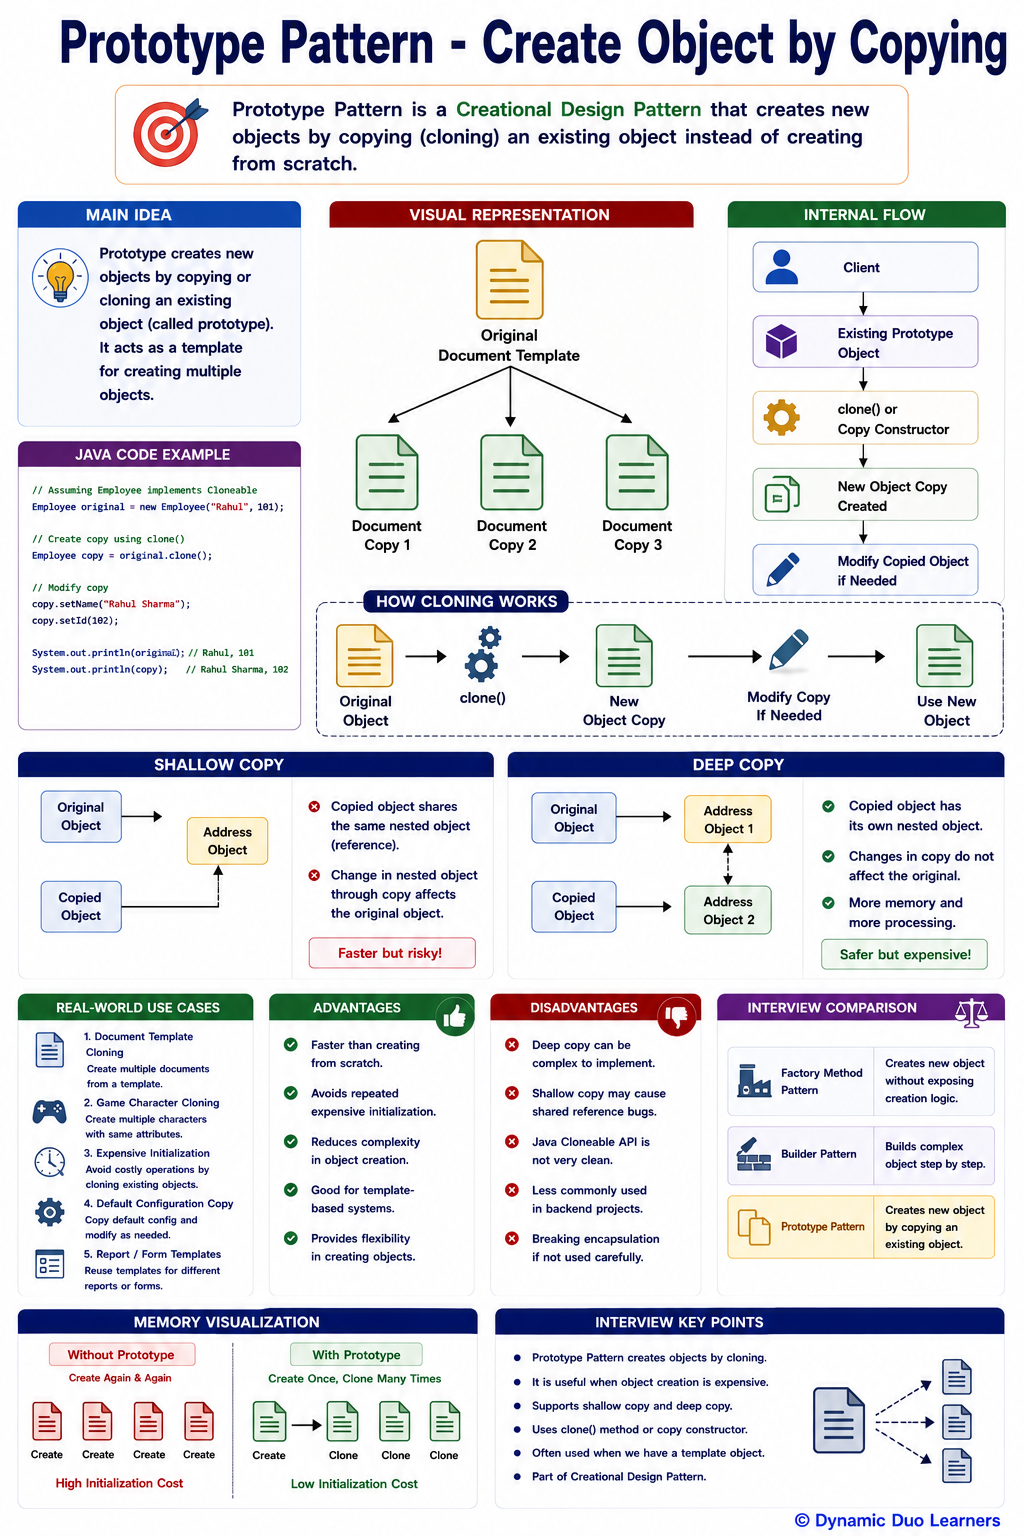 Prototype Pattern - Create Object by Copying
Prototype Pattern is a Creational Design Pattern that creates new
objects by copying (cloning) an existing object instead of creating
from scratch.
MAIN IDEA
Prototype creates new
objects by copying or
cloning an existing
object (called prototype).
It acts as a template
for creating multiple
objects.
VISUAL REPRESENTATION
Original
Document Template
Document
Copy 1
Document
Copy 2
Document
Copy 3
INTERNAL FLOW
Client
Existing Prototype
Object
clone() or
Copy Constructor
New Object Copy
Created
Modify Copied Object
if Needed
JAVA CODE EXAMPLE
// Assuming Employee implements Cloneable
Employee original = new Employee("Rahul", 101);
// Create copy using clone()
Employee copy = original.clone();
// Modify copy
copy.setName("Rahul Sharma");
copy.setId(102);
System.out.println(original); // Rahul, 101
System.out.println(copy); // Rahul Sharma, 102
HOW CLONING WORKS
Original
Object
clone()
New
Object Copy
Modify Copy
If Needed
Use New
Object
SHALLOW COPY
Original
Object
Address
Object
Copied
Object
Copied object shares
the same nested object
(reference).
Change in nested object
through copy affects
the original object.
Faster but risky!
DEEP COPY
Original
Object
Address
Object 1
Copied
Object
Address
Object 2
Copied object has
its own nested object.
Changes in copy do not
affect the original.
More memory and
more processing.
Safer but expensive!
REAL-WORLD USE CASES
1. Document Template
Cloning
Create multiple documents
from a template.
2. Game Character Cloning
Create multiple characters
with same attributes.
3. Expensive Initialization
Avoid costly operations by
cloning existing objects.
4. Default Configuration Copy
Copy default config and
modify as needed.
5. Report / Form Templates
Reuse templates for different
reports or forms.
ADVANTAGES
Faster than creating
from scratch.
Avoids repeated
expensive initialization.
Reduces complexity
in object creation.
Good for template-
based systems.
Provides flexibility
in creating objects.
DISADVANTAGES
Deep copy can be
complex to implement.
Shallow copy may cause
shared reference bugs.
Java Cloneable API is
not very clean.
Less commonly used
in backend projects.
Breaking encapsulation
if not used carefully.
INTERVIEW COMPARISON
Factory Method
Pattern
Creates new object
without exposing
creation logic.
Builder Pattern
Builds complex
object step by step.
Prototype Pattern
Creates new object
by copying an
existing object.
MEMORY VISUALIZATION
Without Prototype
Create Again & Again
Create
Create
Create
Create
High Initialization Cost
With Prototype
Create Once, Clone Many Times
Create
Clone
Clone
Clone
Low Initialization Cost
INTERVIEW KEY POINTS
Prototype Pattern creates objects by cloning.
It is useful when object creation is expensive.
Supports shallow copy and deep copy.
Uses clone() method or copy constructor.
Often used when we have a template object.
Part of Creational Design Pattern.
© Dynamic Duo Learners